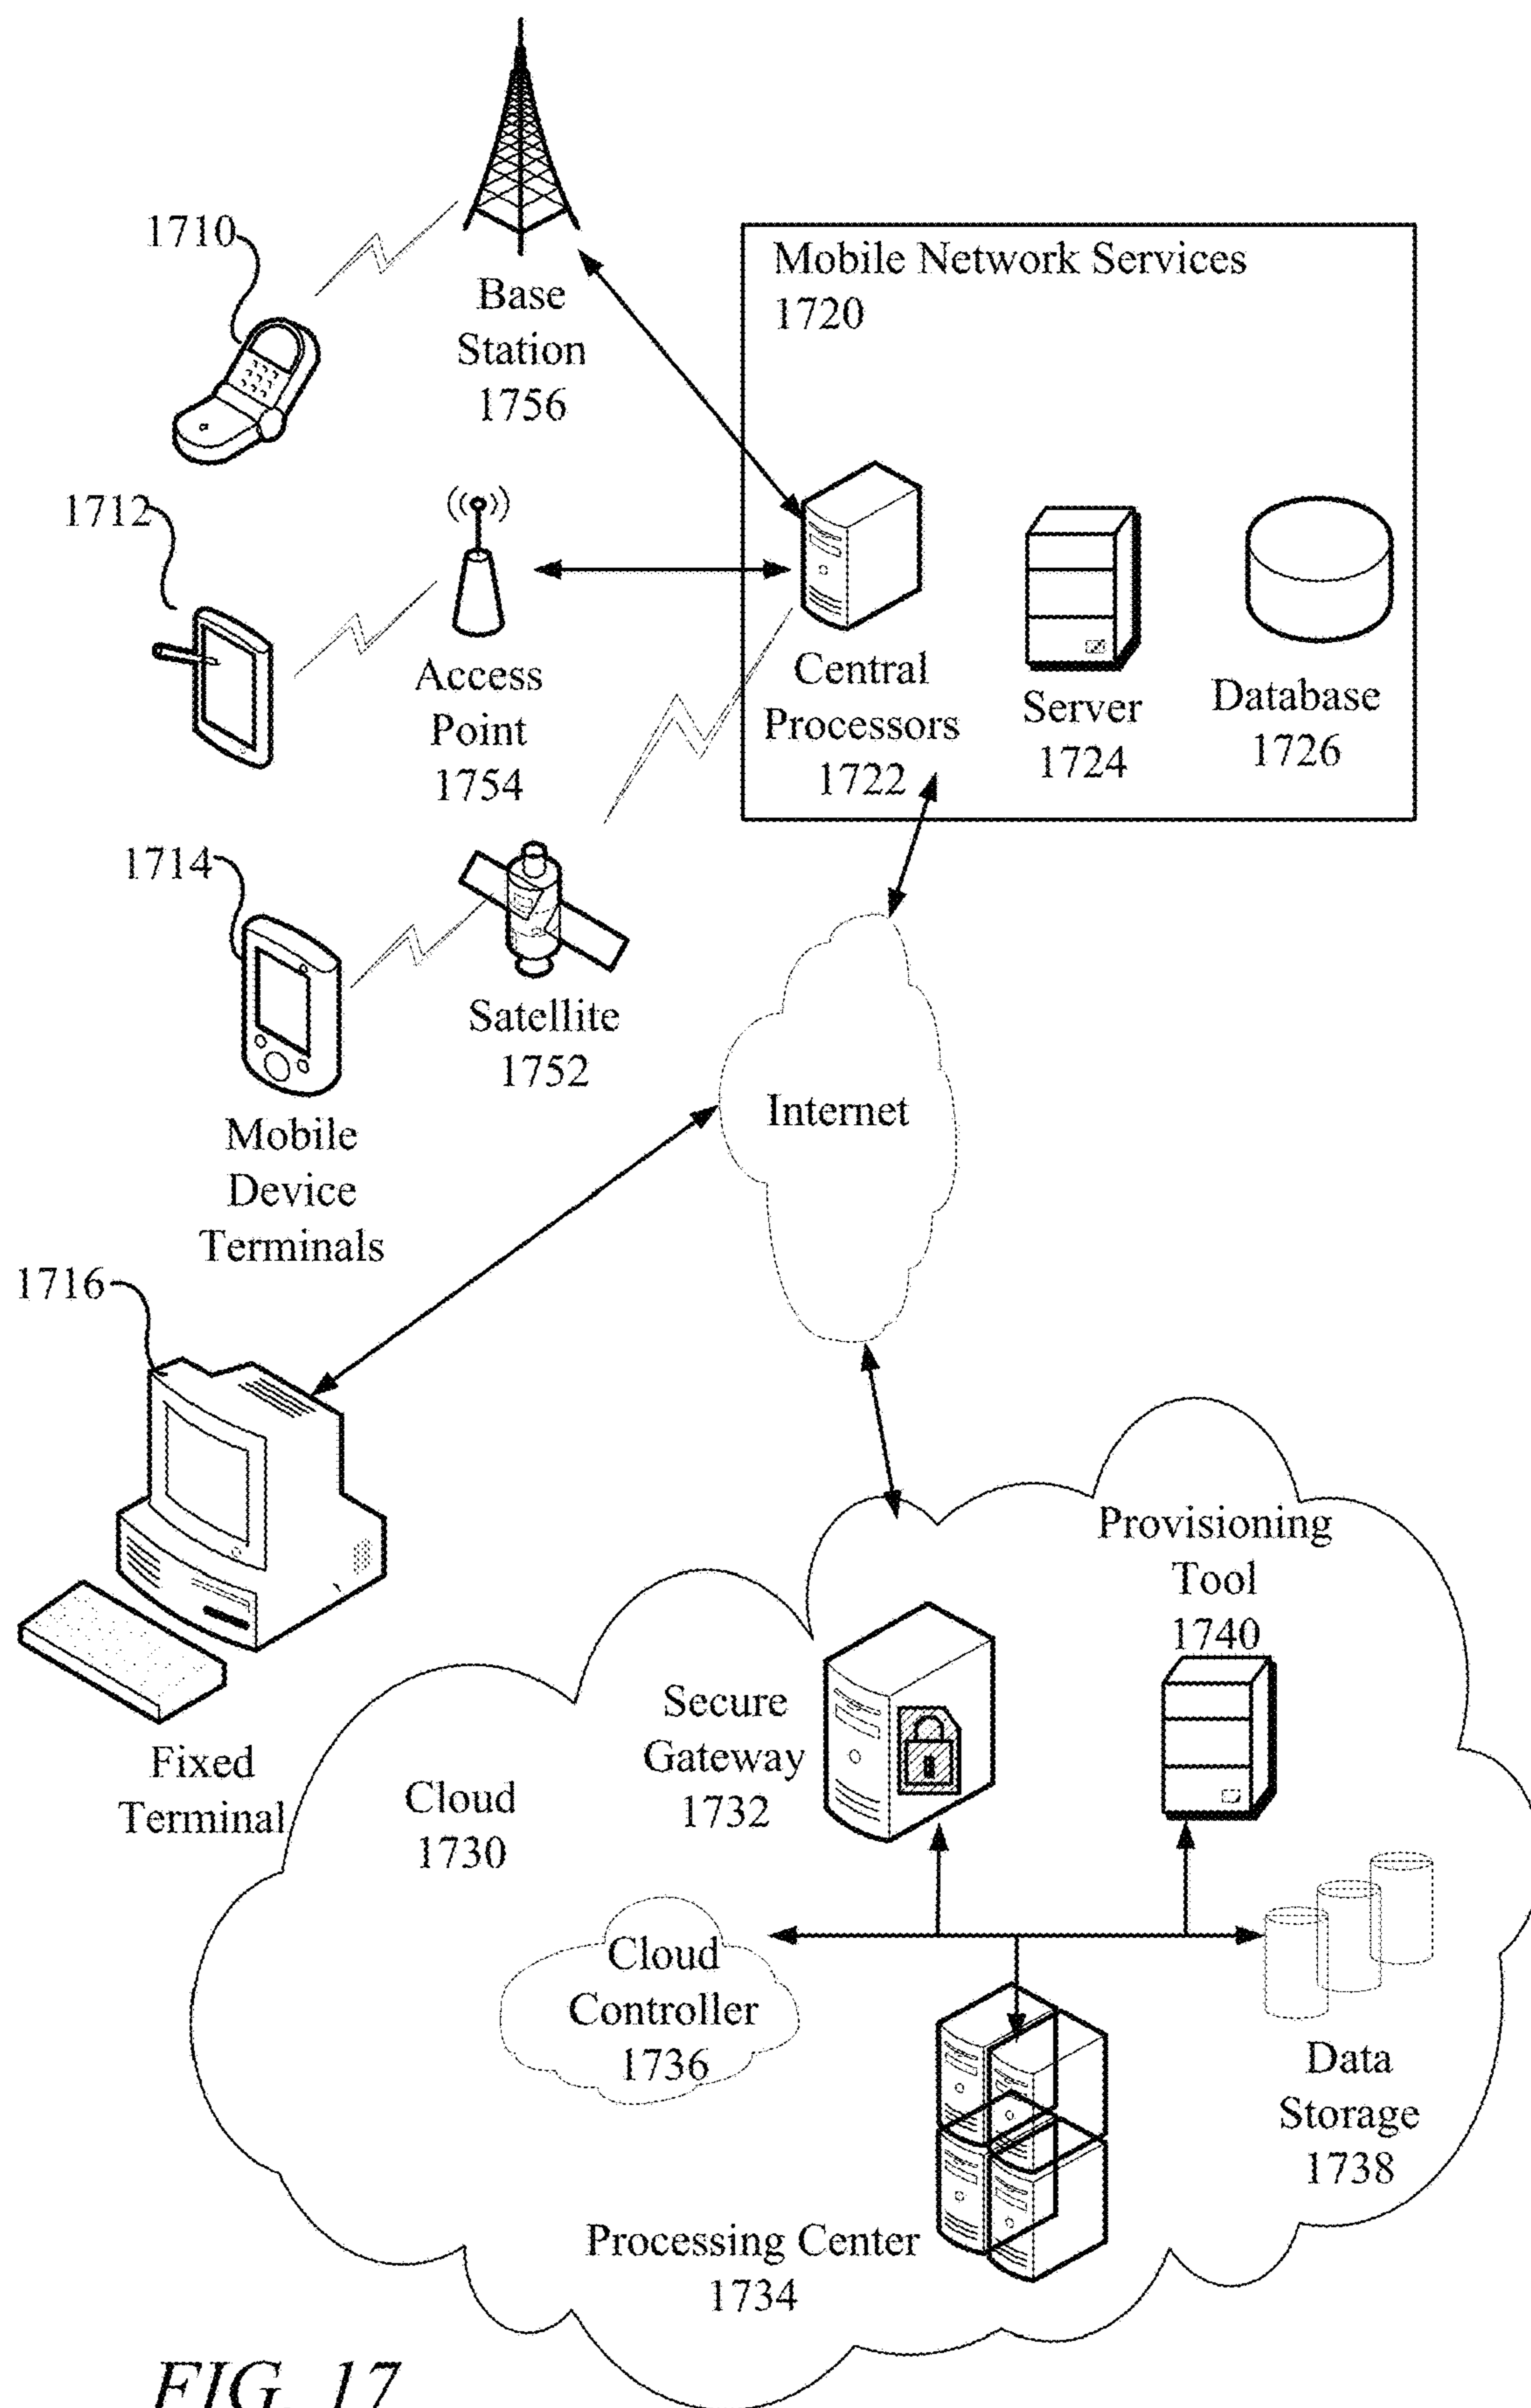 1710
Base
Station
1756
Mobile Network Services
1720
1712
Access
Point
1754
Central
Processors
1722
Server
1724
Database
1726
1714
Satellite
1752
Mobile
Device
Terminals
Internet
1716
Fixed
Terminal
Provisioning
Tool
1740
Secure
Gateway
1732
Cloud
1730
Cloud
Controller
1736
Data
Storage
1738
Processing Center
1734
FIG. 17